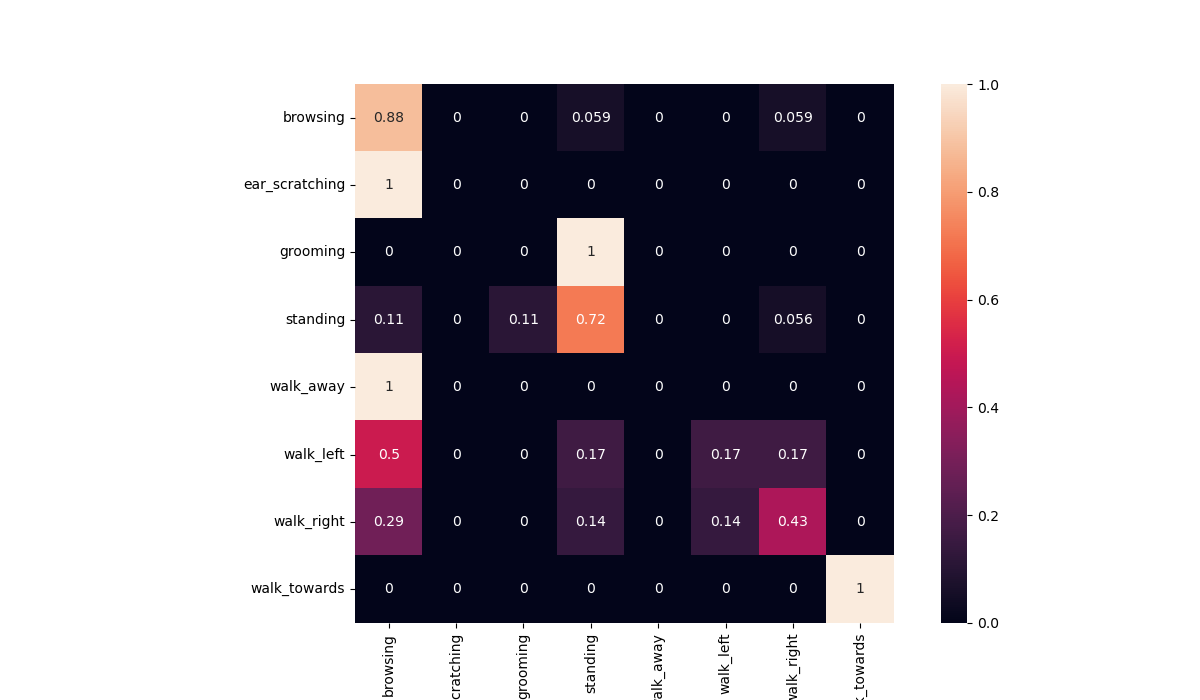 browsing 0.88 0 0 0.059 0 0 0.059 0
ear_scratching 1 0 0 0 0 0 0 0
grooming 0 0 0 1 0 0 0 0
standing 0.11 0 0.11 0.72 0 0 0.056 0
walk_away 1 0 0 0 0 0 0 0
walk_left 0.5 0 0 0.17 0 0.17 0.17 0
walk_right 0.29 0 0 0.14 0 0.14 0.43 0
walk_towards 0 0 0 0 0 0 0 1
browsing
cratching
grooming
standing
alk_away
walk_left
walk_right
k_towards
1.0
0.8
0.6
0.4
0.2
0.0